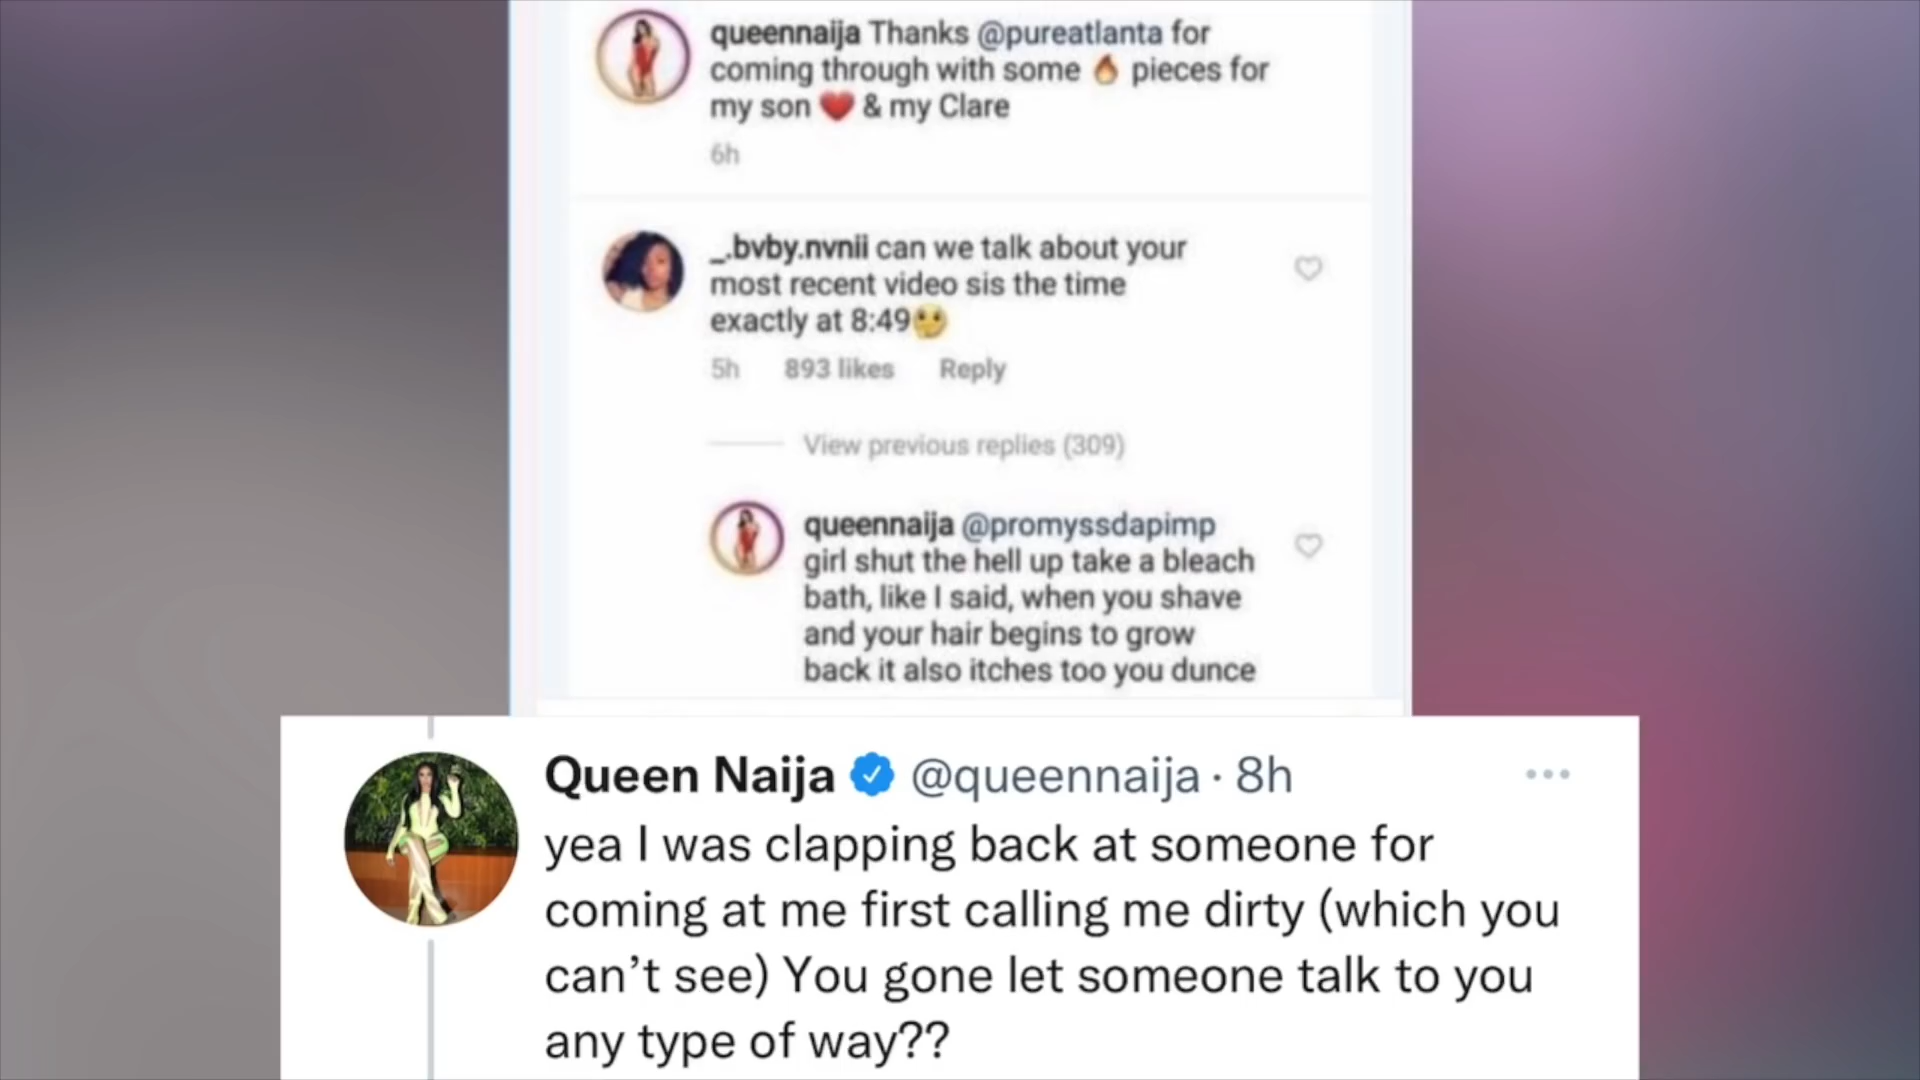 queennaija Thanks @pureatlanta for
coming through with some 🔥 pieces for
my son ❤️ & my Clare
6h
_.bvby.nvnii can we talk about your
most recent video sis the time
exactly at 8:49🤔
5h 893 likes Reply
View previous replies (309)
queennaija @promyssdapimp
girl shut the hell up take a bleach
bath, like I said, when you shave
and your hair begins to grow
back it also itches too you dunce
Queen Naija @queennaija · 8h
yea I was clapping back at someone for
coming at me first calling me dirty (which you
can’t see) You gone let someone talk to you
any type of way??